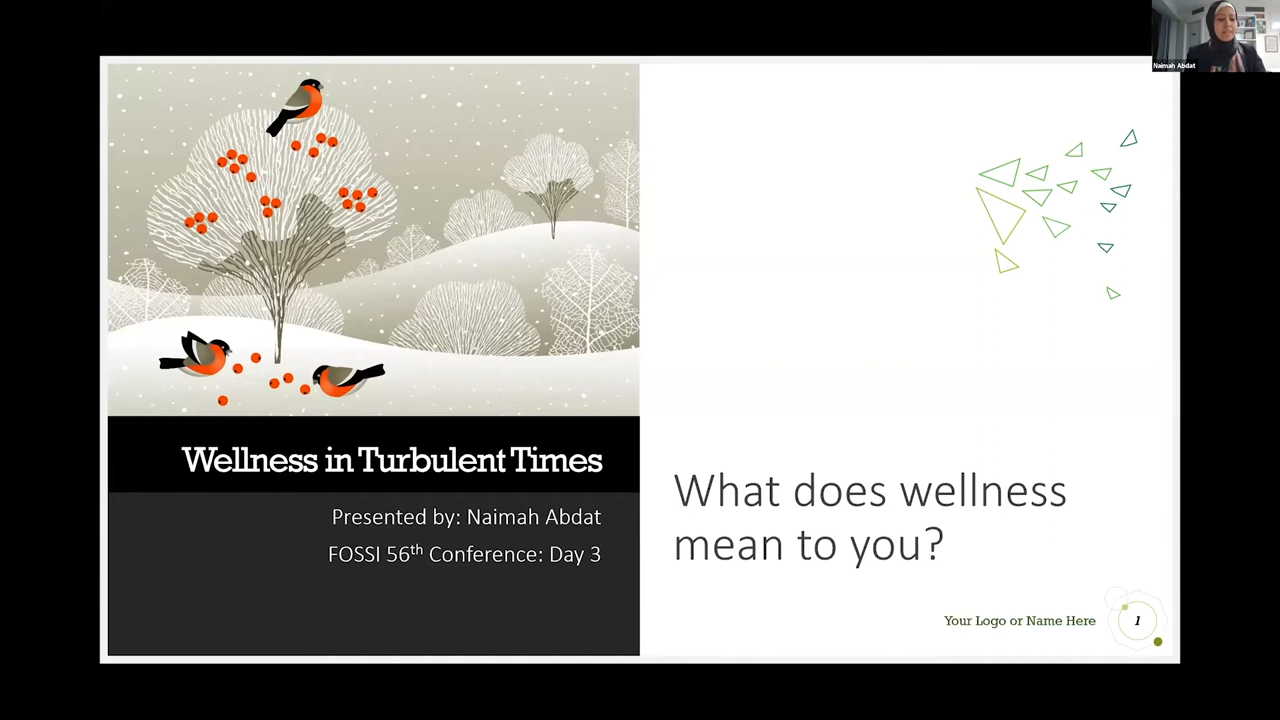 Naimah Abdat
Wellness in Turbulent Times
Presented by: Naimah Abdat
FOSSI 56th Conference: Day 3
What does wellness
mean to you?
Your Logo or Name Here
1